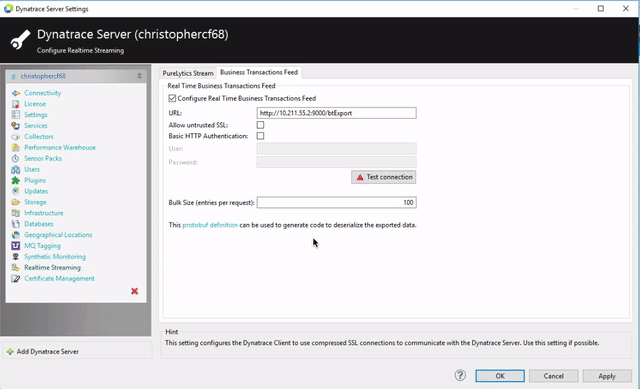 Dynatrace Server Settings
Dynatrace Server (christophercf68)
Configure Realtime Streaming
christophercf68
Connectivity
License
Settings
Services
Collectors
Performance Warehouse
Sensor Packs
Users
Plugins
Updates
Storage
Infrastructure
Databases
Geographical Locations
MQ Tagging
Synthetic Monitoring
Realtime Streaming
Certificate Management
Add Dynatrace Server
PureLytics Stream Business Transactions Feed
Real Time Business Transactions Feed
Configure Real Time Business Transactions Feed
URL: http://10.211.55.2:9000/btExport
Allow untrusted SSL:
Basic HTTP Authentication:
User:
Password:
Test connection
Bulk Size (entries per request): 100
This protobuf definition can be used to generate code to deserialize the exported data.
Hint
This setting configures the Dynatrace Client to use compressed SSL connections to communicate with the Dynatrace Server. Use this setting if possible.
? OK Cancel Apply